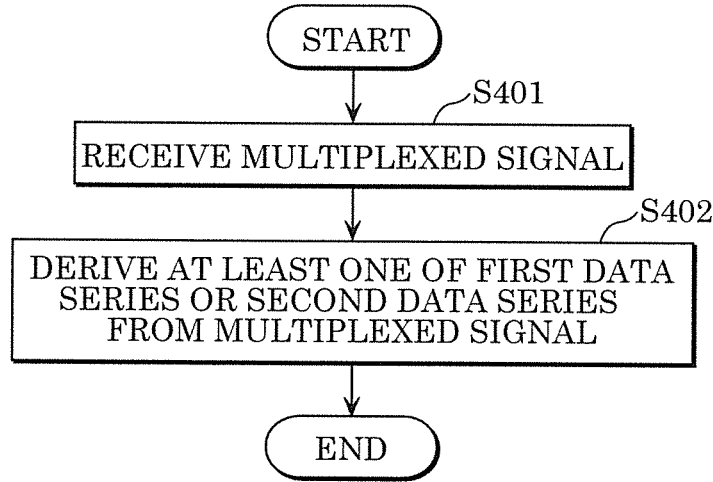 START
S401
RECEIVE MULTIPLEXED SIGNAL
S402
DERIVE AT LEAST ONE OF FIRST DATA
SERIES OR SECOND DATA SERIES
FROM MULTIPLEXED SIGNAL
END